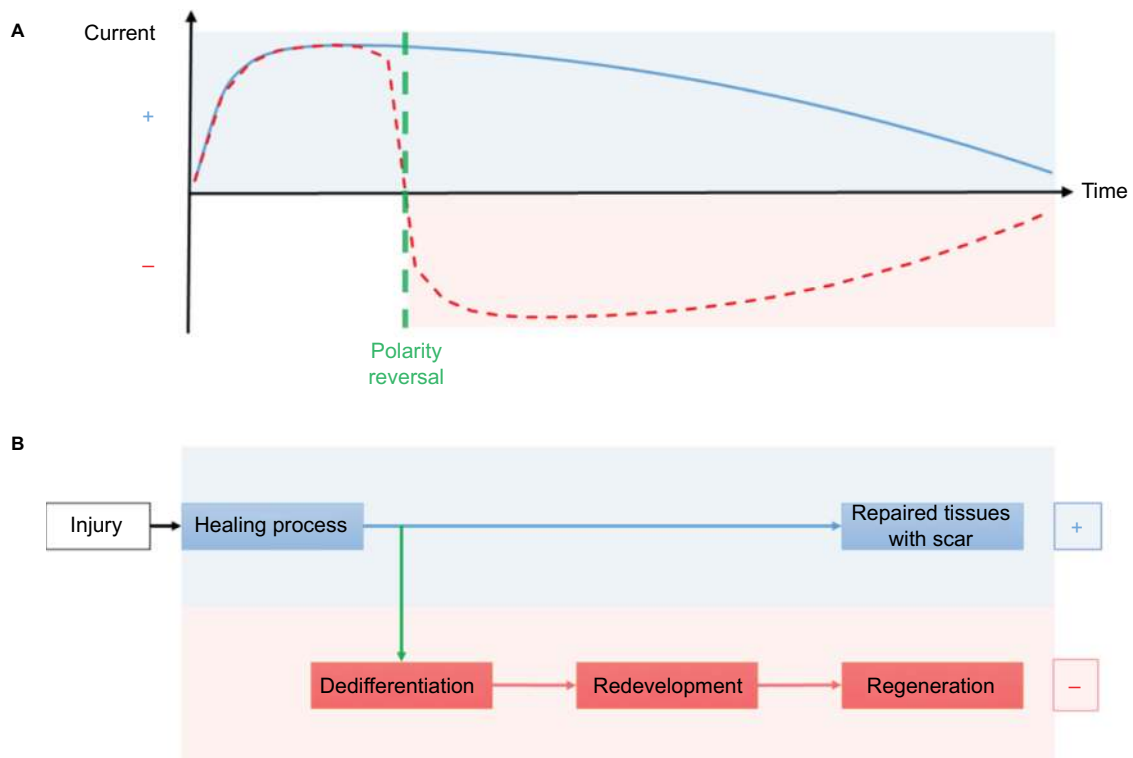 A
Current
+
Time
–
Polarity
reversal
B
Injury
Healing process
Repaired tissues
with scar
+
Dedifferentiation
Redevelopment
Regeneration
–